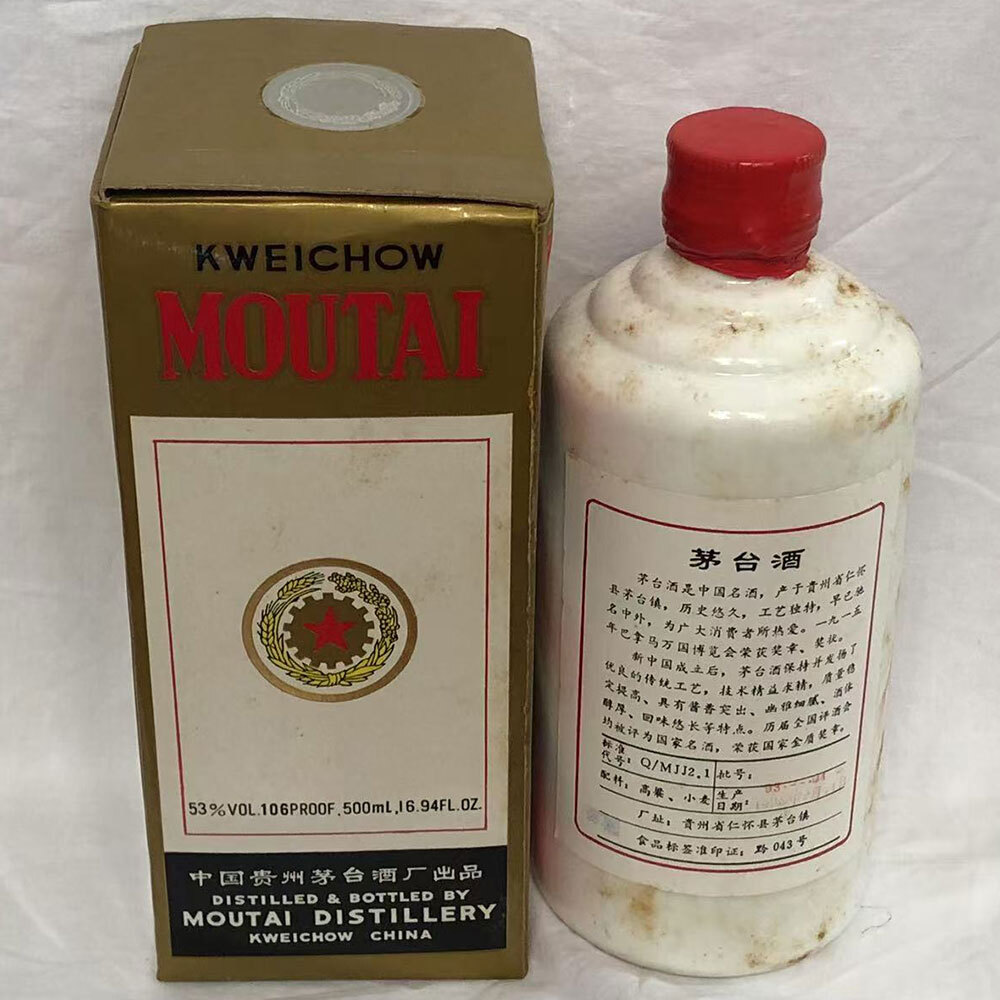 KWEICHOW
MOUTAI
53%VOL.106PROOF, 500mL, 16.94FL.OZ.
中国贵州茅台酒厂出品
DISTILLED & BOTTLED BY
MOUTAI DISTILLERY
KWEICHOW CHINA
茅台酒
茅台酒是中国名酒，产于贵州省仁怀
县茅台镇，历史悠久，工艺独特，早已驰
名中外，为广大消费者所热爱。一九一五
年巴拿马万国博览会荣获奖章、奖状。
新中国成立后，茅台酒保持并发扬了
优良的传统工艺，技术精益求精，质量稳
定提高、具有酱香突出、幽雅细腻、酒体
醇厚、回味悠长等特点。历届全国评酒会
均被评为国家名酒，荣获国家金质奖章。
标准代号：Q/MJJ2.1 批号：
配料：高粱、小麦 生产日期：
厂址：贵州省仁怀县茅台镇
食品标签准印证：黔043号